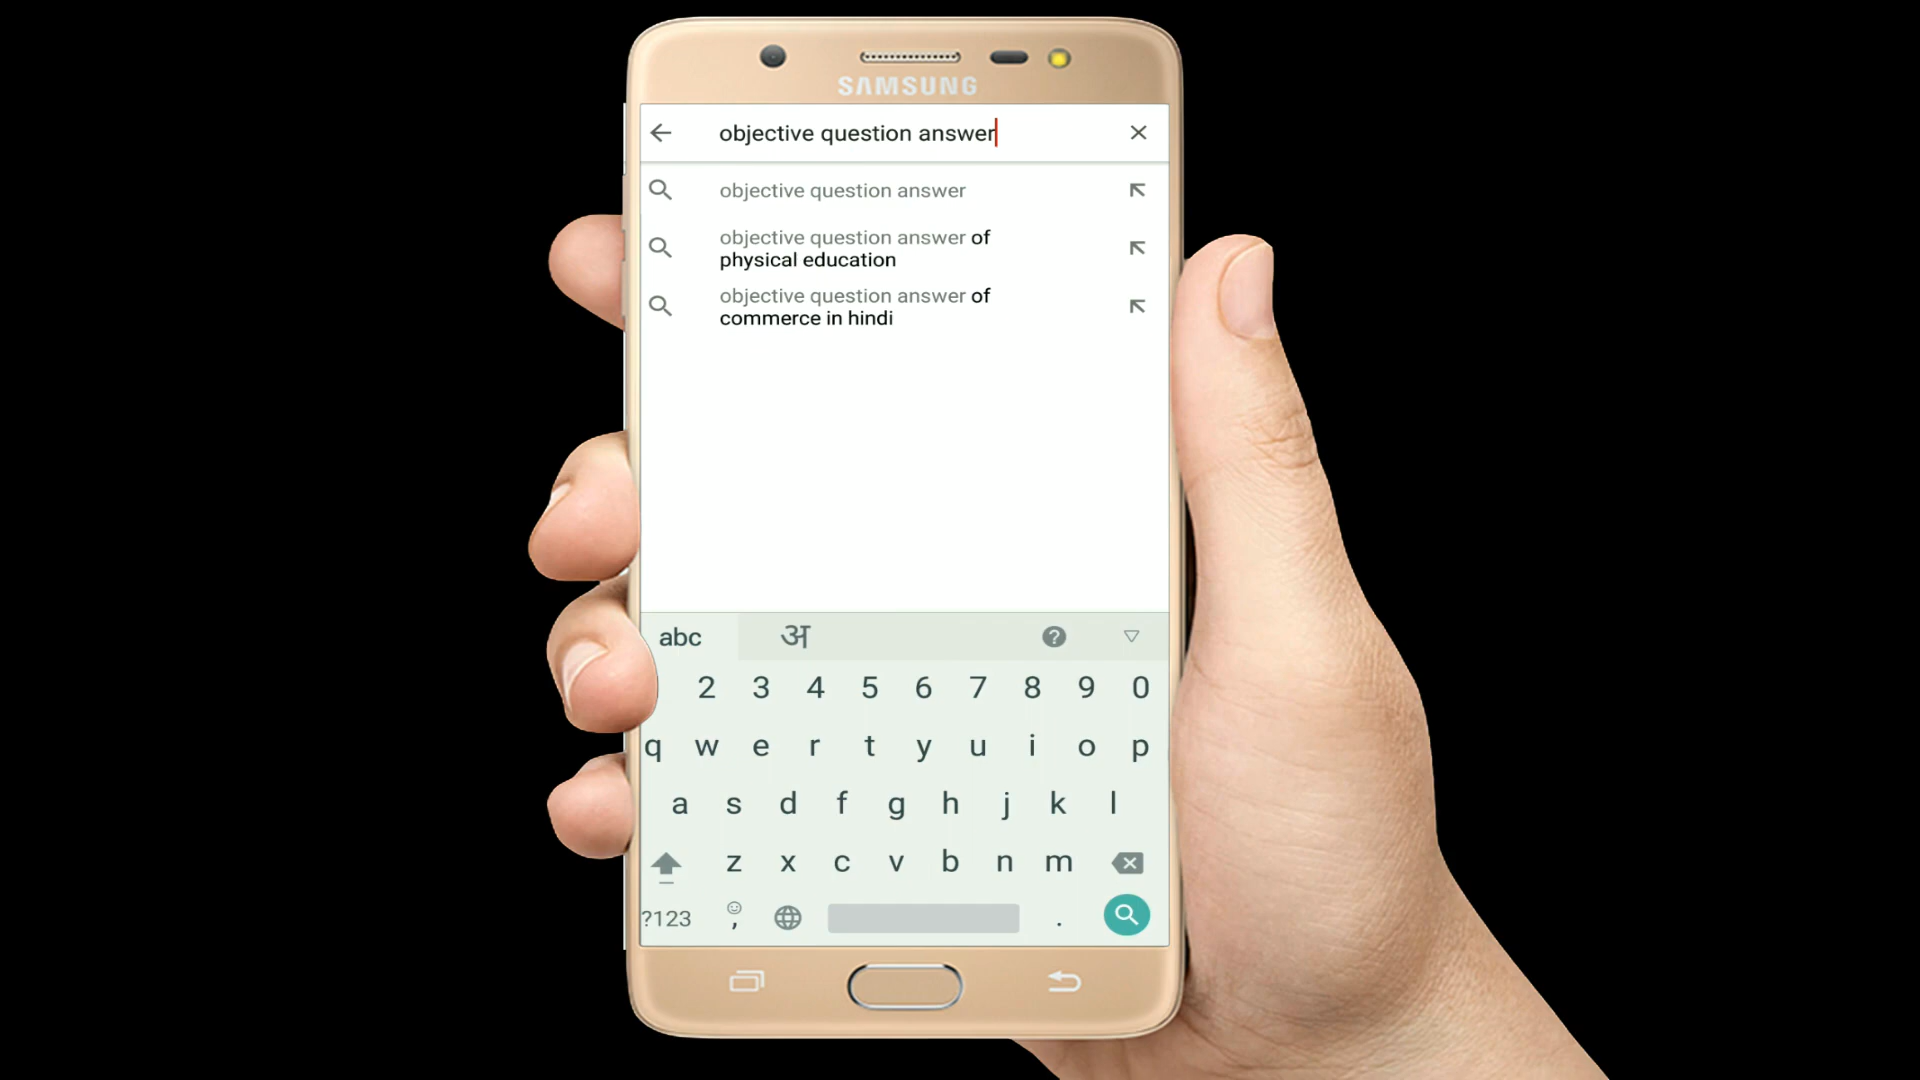 SAMSUNG
objective question answer
objective question answer
objective question answer of
physical education
objective question answer of
commerce in hindi
abc अ ?
2 3 4 5 6 7 8 9 0
q w e r t y u i o p
a s d f g h j k l
z x c v b n m
?123 , .